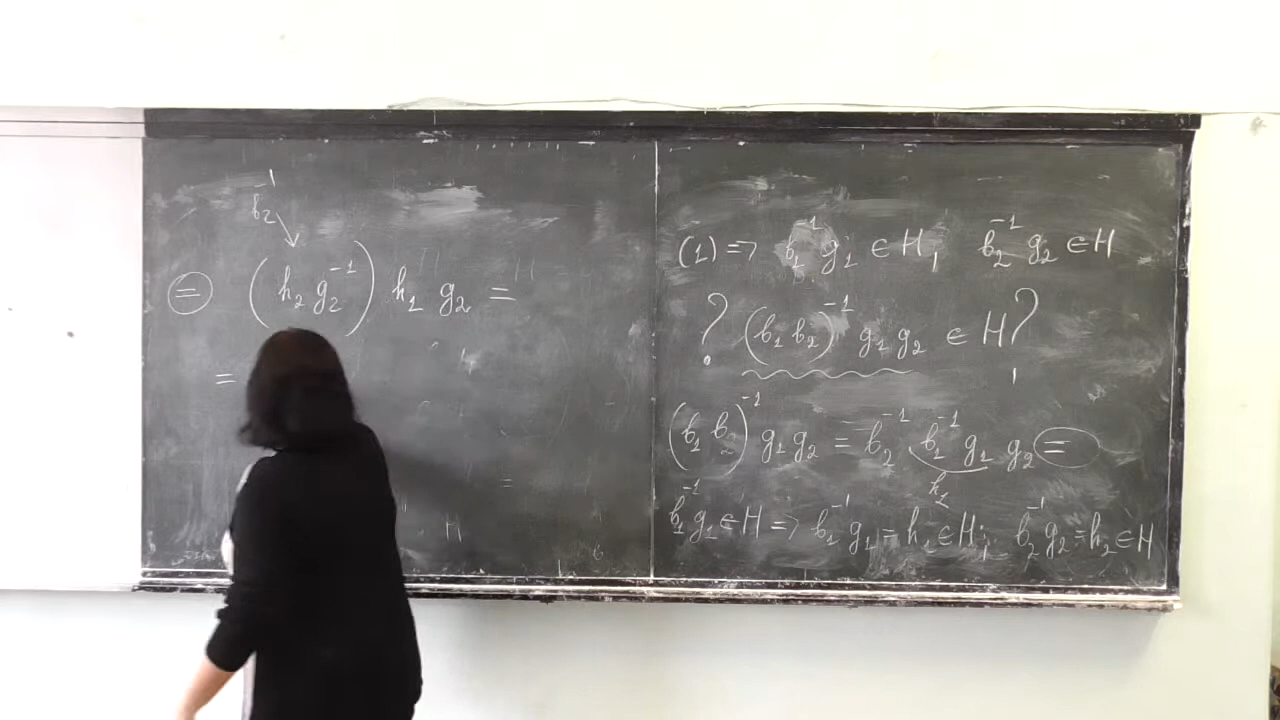 b₂⁻¹
= (h₂ g₂⁻¹) h₁ g₂ =
=
(1) => b₁⁻¹ g₁ ∈ H, b₂⁻¹ g₂ ∈ H
? (b₁ b₂)⁻¹ g₁ g₂ ∈ H ?
(b₁ b₂)⁻¹ g₁ g₂ = b₂⁻¹ b₁⁻¹ g₁ g₂ =
h₁
b₁⁻¹ g₁ ∈ H => b₁⁻¹ g₁ = h₁ ∈ H; b₂⁻¹ g₂ = h₂ ∈ H